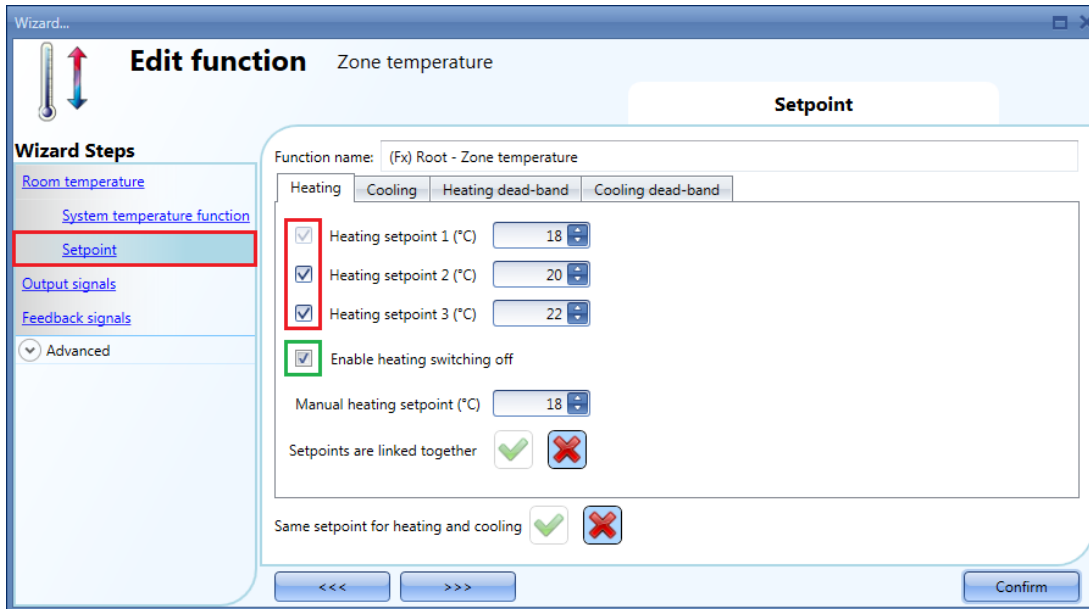 Wizard...
Edit function Zone temperature
Setpoint
Wizard Steps
Room temperature
System temperature function
Setpoint
Output signals
Feedback signals
Advanced
Function name: (Fx) Root - Zone temperature
Heating Cooling Heating dead-band Cooling dead-band
Heating setpoint 1 (°C) 18
Heating setpoint 2 (°C) 20
Heating setpoint 3 (°C) 22
Enable heating switching off
Manual heating setpoint (°C) 18
Setpoints are linked together
Same setpoint for heating and cooling
<<< >>> Confirm